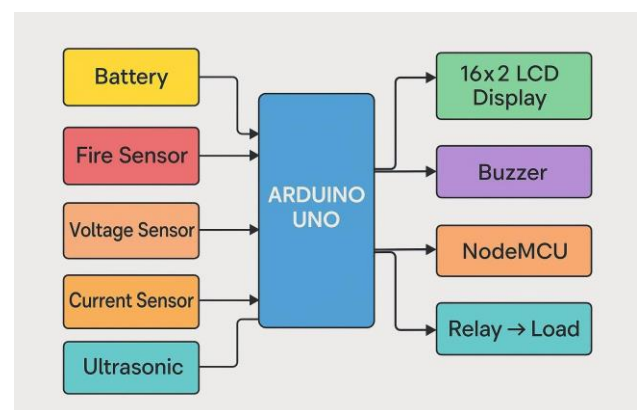 Battery
Fire Sensor
Voltage Sensor
Current Sensor
Ultrasonic
ARDUINO
UNO
16x2 LCD
Display
Buzzer
NodeMCU
Relay → Load